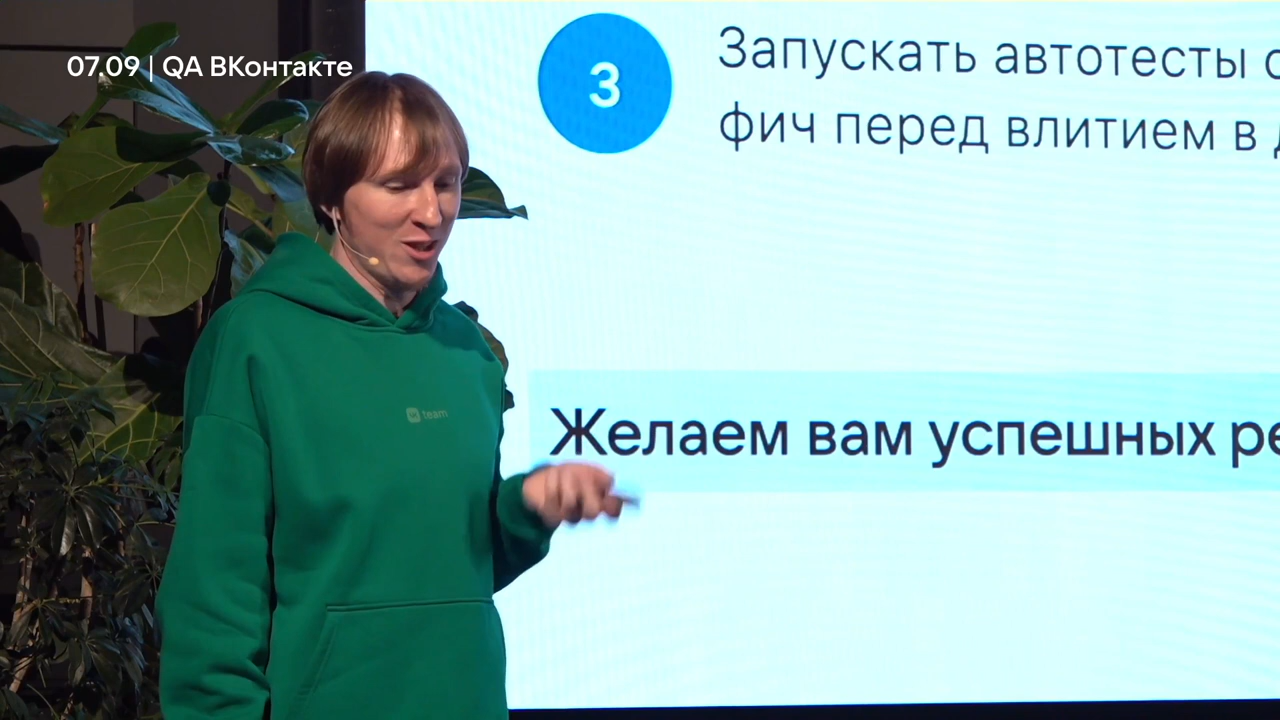 07.09 | QA ВКонтакте
3
Запускать автотесты
фич перед влитием в
Желаем вам успешных
team